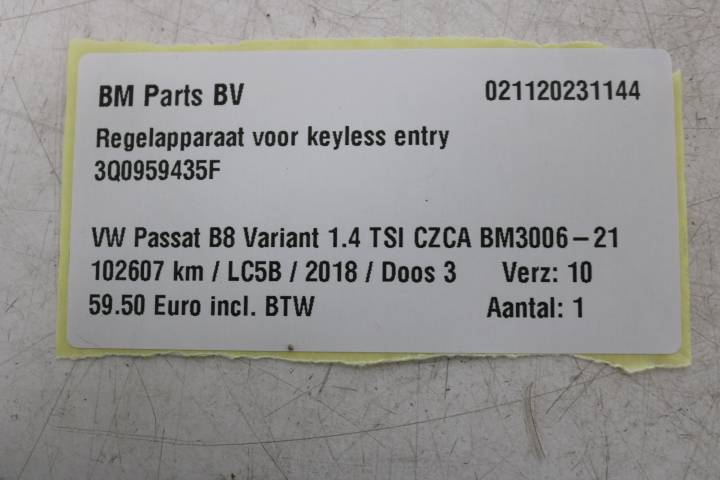 BM Parts BV 021120231144
Regelapparaat voor keyless entry
3Q0959435F
VW Passat B8 Variant 1.4 TSI CZCA BM3006-21
102607 km / LC5B / 2018 / Doos 3 Verz: 10
59.50 Euro incl. BTW Aantal: 1